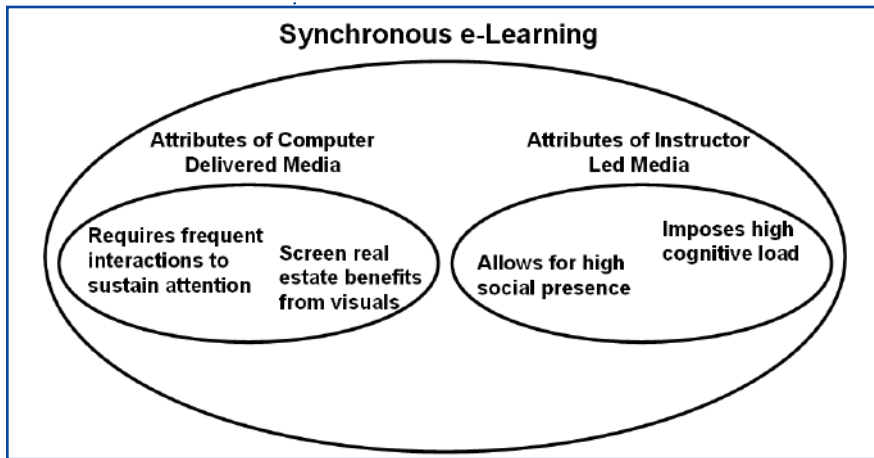 Synchronous e-Learning
Attributes of Computer
Delivered Media
Requires frequent
interactions to
sustain attention
Screen real
estate benefits
from visuals
Attributes of Instructor
Led Media
Allows for high
social presence
Imposes high
cognitive load